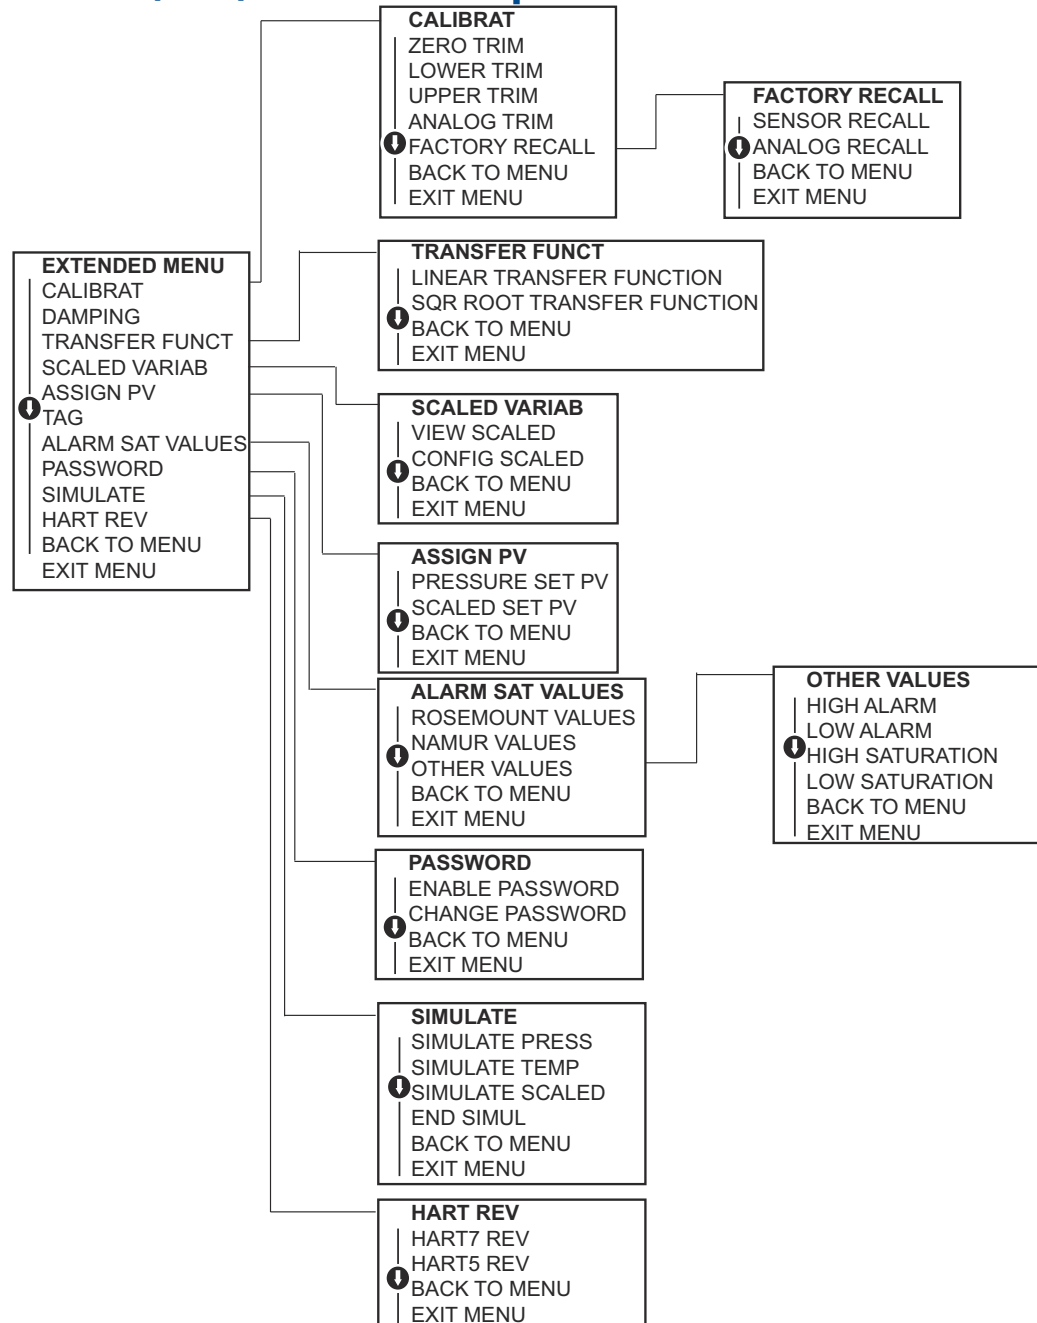 CALIBRAT
ZERO TRIM
LOWER TRIM
UPPER TRIM
ANALOG TRIM
FACTORY RECALL
BACK TO MENU
EXIT MENU
FACTORY RECALL
SENSOR RECALL
ANALOG RECALL
BACK TO MENU
EXIT MENU
EXTENDED MENU
CALIBRAT
DAMPING
TRANSFER FUNCT
SCALED VARIAB
ASSIGN PV
TAG
ALARM SAT VALUES
PASSWORD
SIMULATE
HART REV
BACK TO MENU
EXIT MENU
TRANSFER FUNCT
LINEAR TRANSFER FUNCTION
SQR ROOT TRANSFER FUNCTION
BACK TO MENU
EXIT MENU
SCALED VARIAB
VIEW SCALED
CONFIG SCALED
BACK TO MENU
EXIT MENU
ASSIGN PV
PRESSURE SET PV
SCALED SET PV
BACK TO MENU
EXIT MENU
ALARM SAT VALUES
ROSEMOUNT VALUES
NAMUR VALUES
OTHER VALUES
BACK TO MENU
EXIT MENU
OTHER VALUES
HIGH ALARM
LOW ALARM
HIGH SATURATION
LOW SATURATION
BACK TO MENU
EXIT MENU
PASSWORD
ENABLE PASSWORD
CHANGE PASSWORD
BACK TO MENU
EXIT MENU
SIMULATE
SIMULATE PRESS
SIMULATE TEMP
SIMULATE SCALED
END SIMUL
BACK TO MENU
EXIT MENU
HART REV
HART7 REV
HART5 REV
BACK TO MENU
EXIT MENU